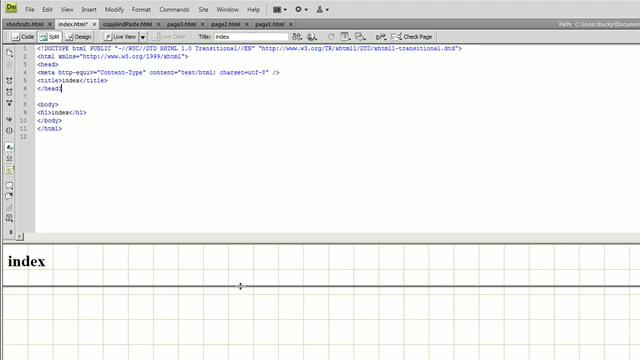 Dw File Edit View Insert Modify Format Commands Site Window Help
shortcuts.html × index.html* × copyAndPaste.html × page3.html × page2.html × page1.html × Path: C:\Users\Bucky\Document
Code Split Design Live View Live Code Title: index Check Page
1 <!DOCTYPE html PUBLIC "-//W3C//DTD XHTML 1.0 Transitional//EN" "http://www.w3.org/TR/xhtml1/DTD/xhtml1-transitional.dtd">
2 <html xmlns="http://www.w3.org/1999/xhtml">
3 <head>
4 <meta http-equiv="Content-Type" content="text/html; charset=utf-8" />
5 <title>index</title>
6 </head
7
8 <body>
9 <h1>index</h1>
10 </body>
11 </html>
12
index